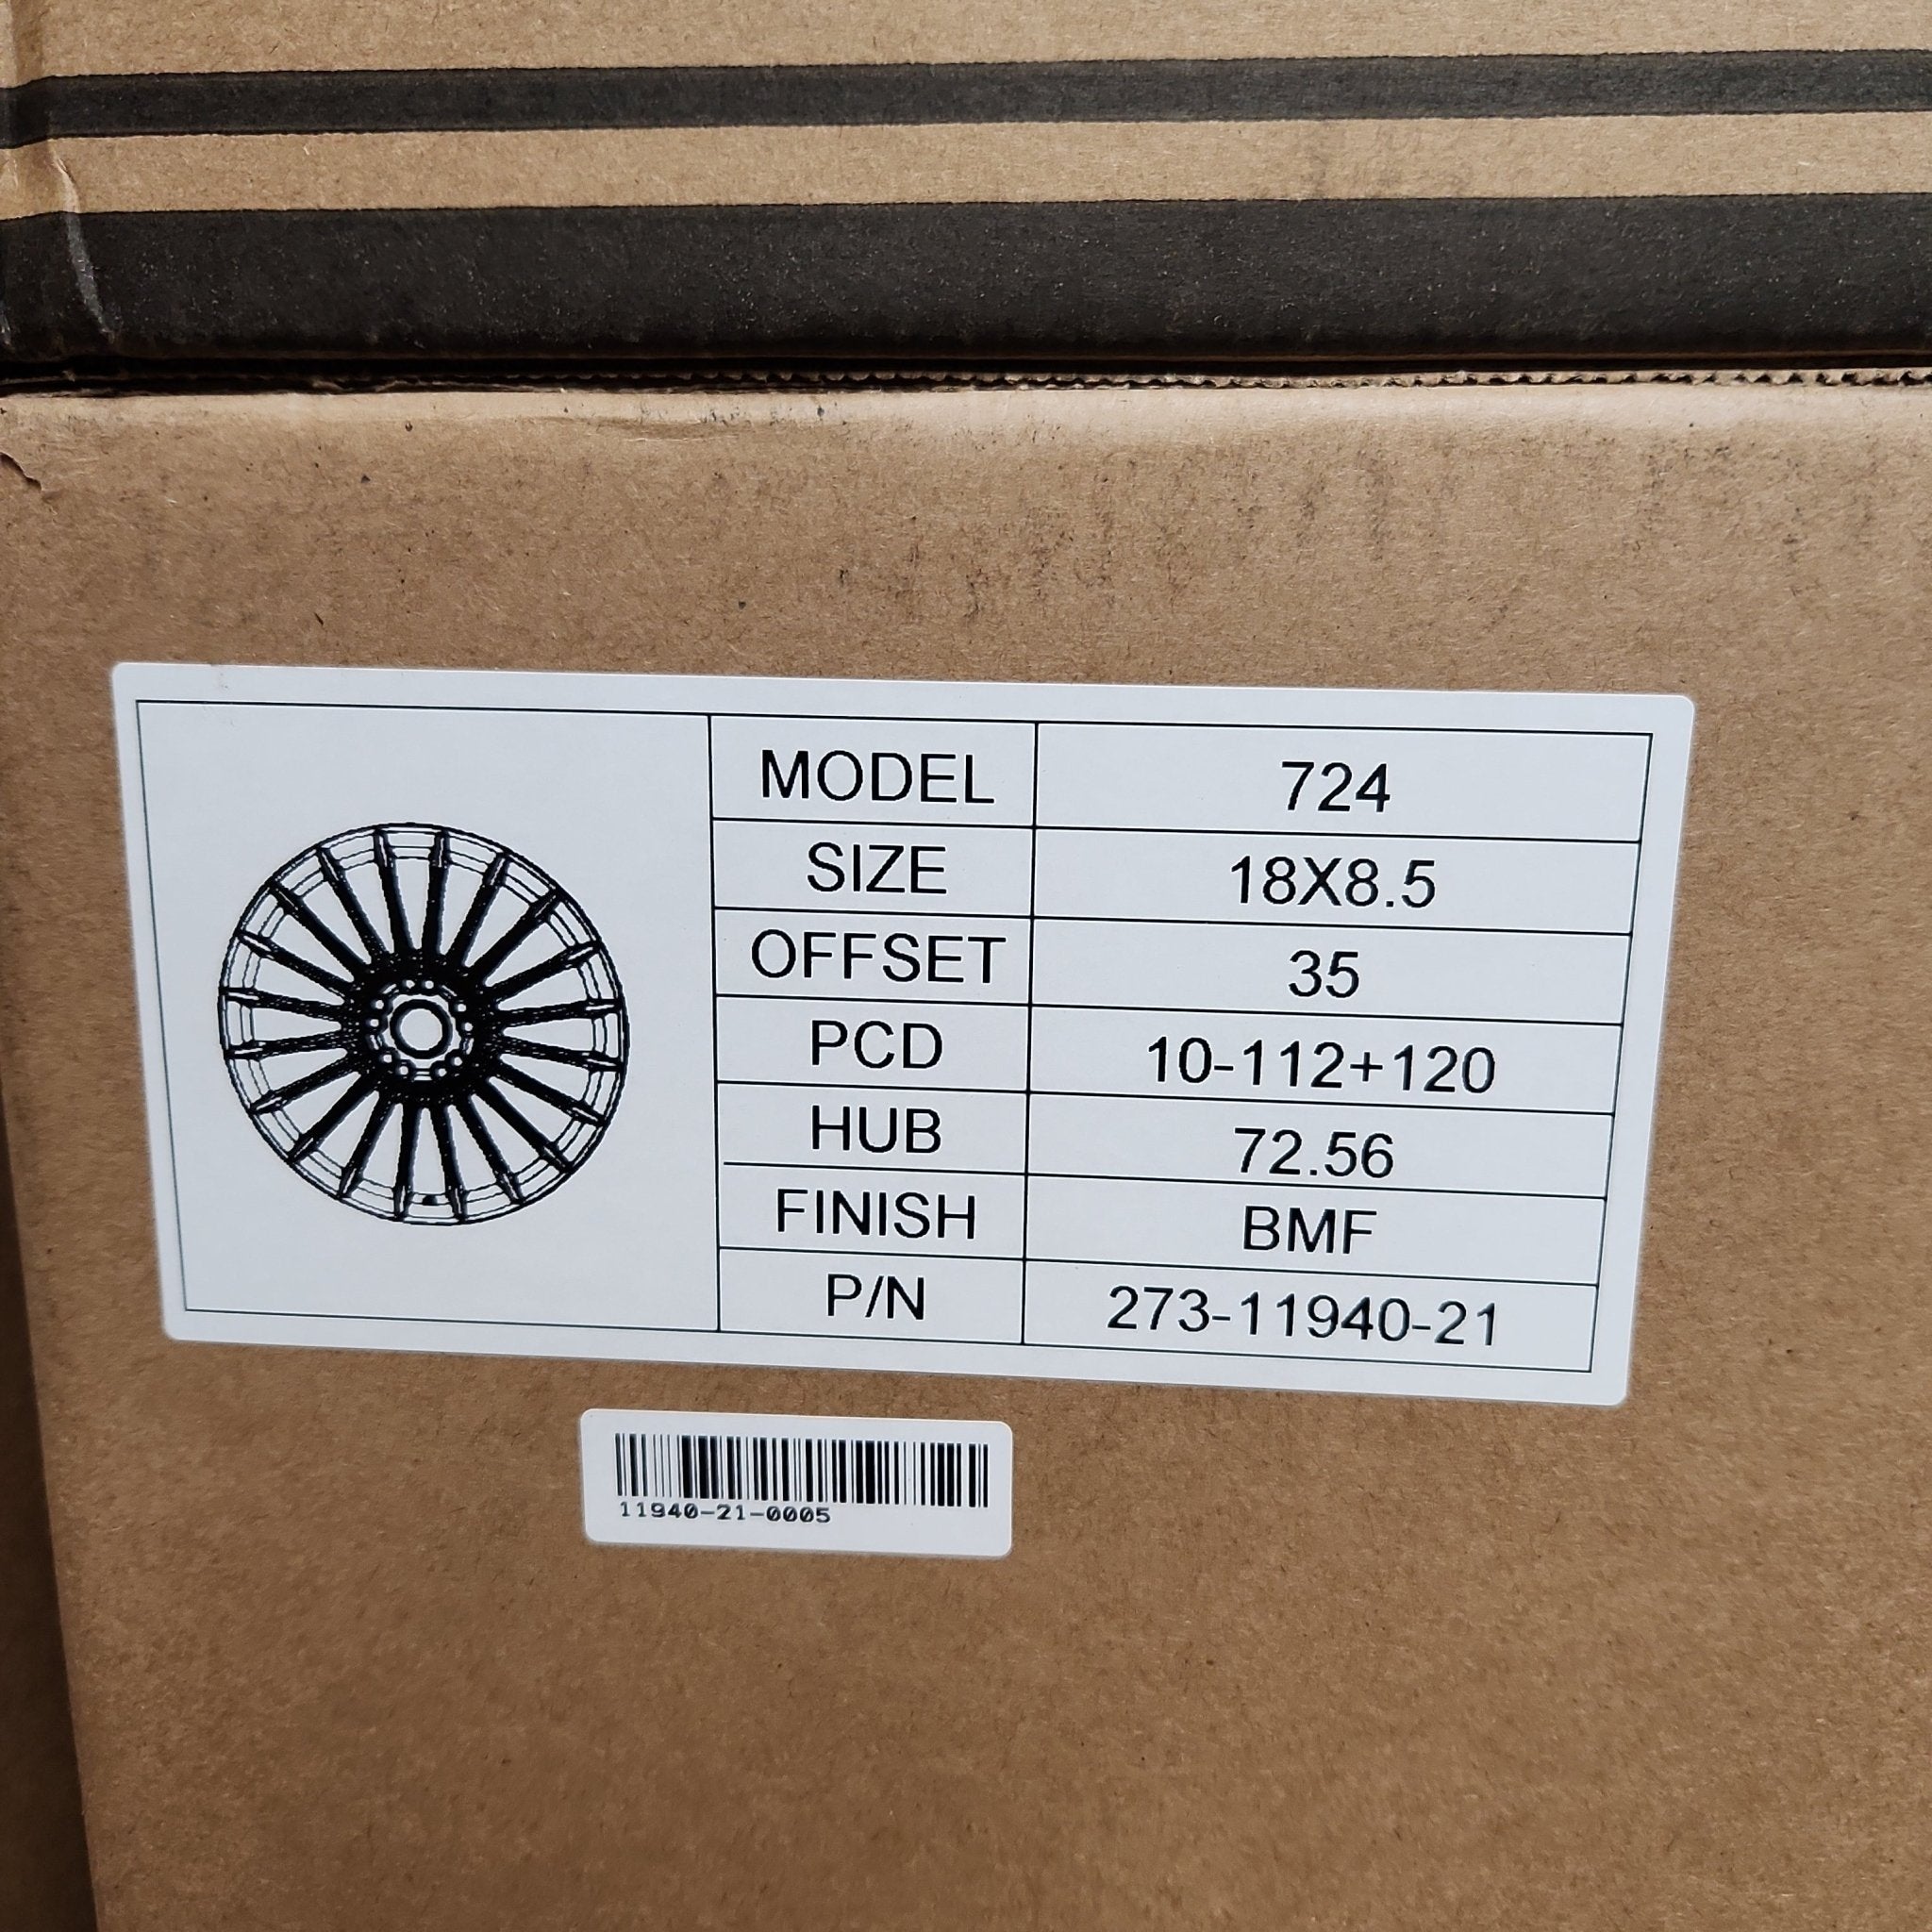 MODEL 724
SIZE 18X8.5
OFFSET 35
PCD 10-112+120
HUB 72.56
FINISH BMF
P/N 273-11940-21
11940-21-0005